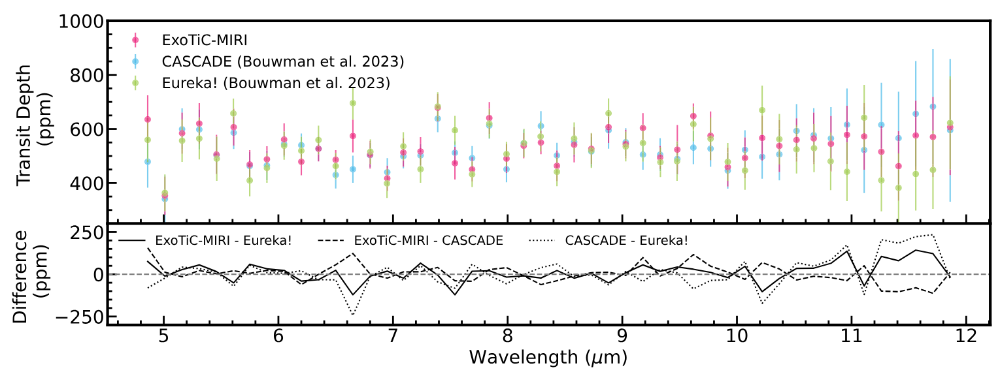 1000
800
600
400
Transit Depth
(ppm)
ExoTiC-MIRI
CASCADE (Bouwman et al. 2023)
Eureka! (Bouwman et al. 2023)
250
0
−250
Difference
(ppm)
ExoTiC-MIRI - Eureka! ExoTiC-MIRI - CASCADE CASCADE - Eureka!
5 6 7 8 9 10 11 12
Wavelength (μm)